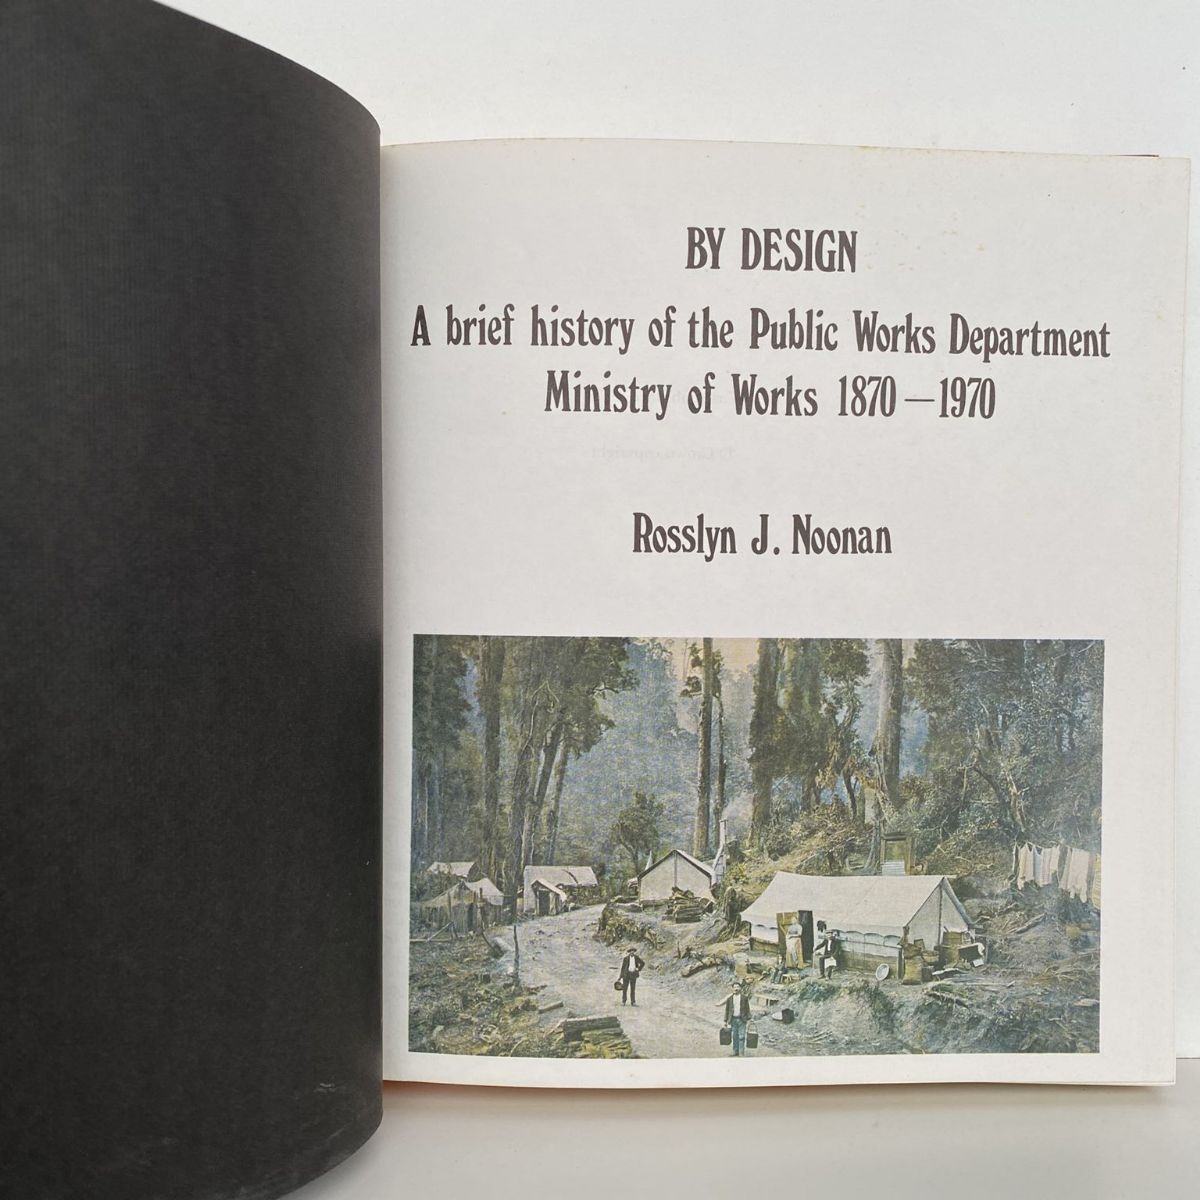 BY DESIGN
A brief history of the Public Works Department
Ministry of Works 1870 — 1970
Rosslyn J. Noonan